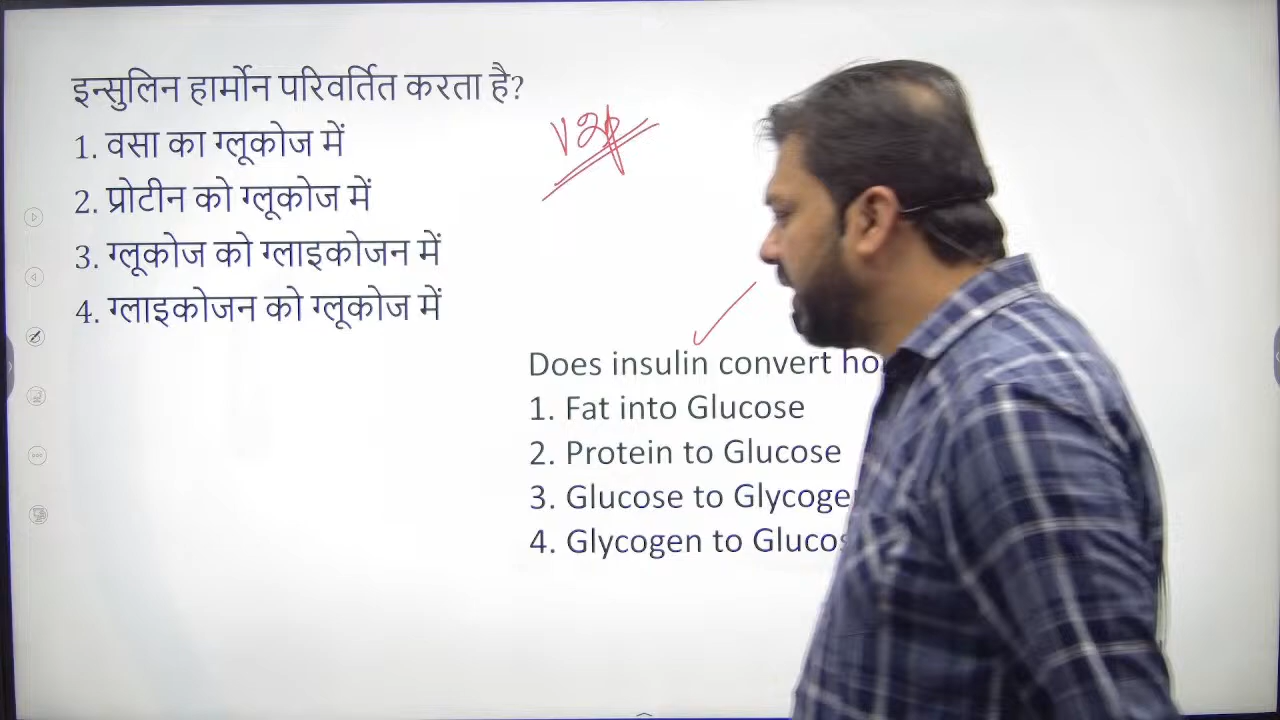 इन्सुलिन हार्मोन परिवर्तित करता है?
1. वसा का ग्लूकोज में
2. प्रोटीन को ग्लूकोज में
3. ग्लूकोज को ग्लाइकोजन में
4. ग्लाइकोजन को ग्लूकोज में
Does insulin convert
1. Fat into Glucose
2. Protein to Glucose
3. Glucose to
4. Glycogen to